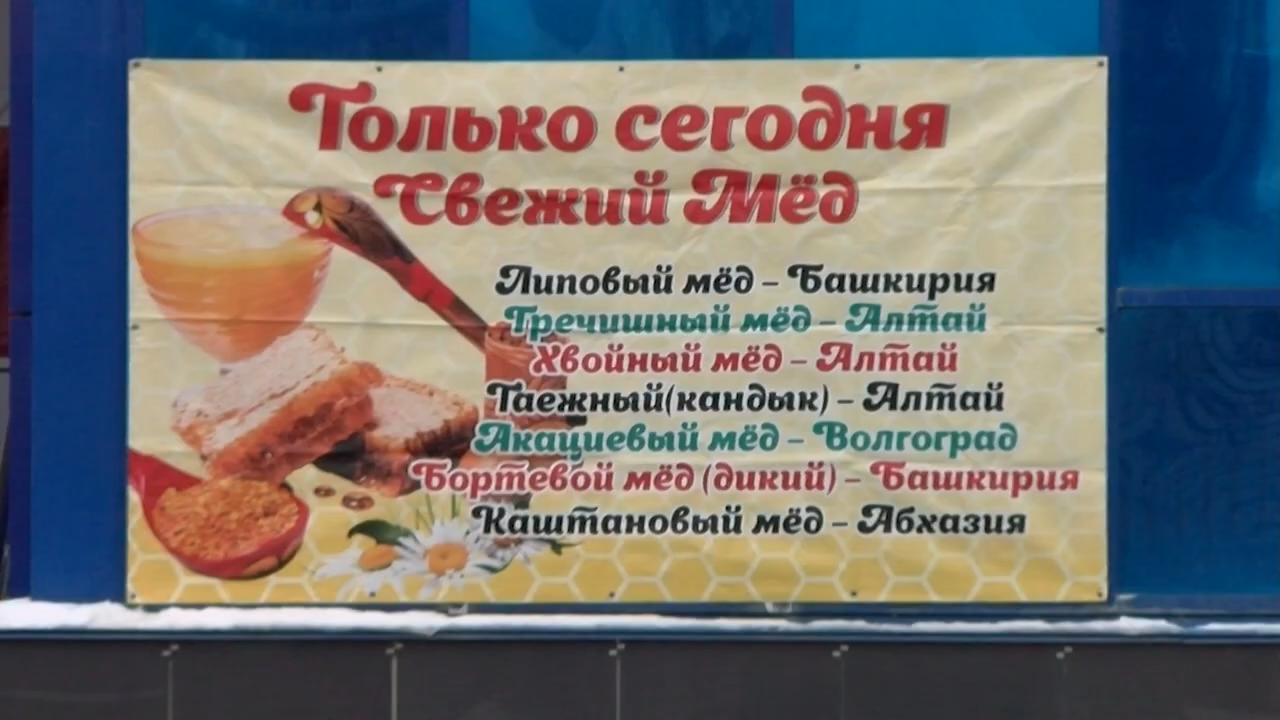 Только сегодня
Свежий Мёд
Липовый мёд – Башкирия
Гречишный мёд – Алтай
Хвойный мёд – Алтай
Таежный(кандык) – Алтай
Акациевый мёд – Волгоград
Бортевой мёд (дикий) – Башкирия
Каштановый мёд – Абхазия